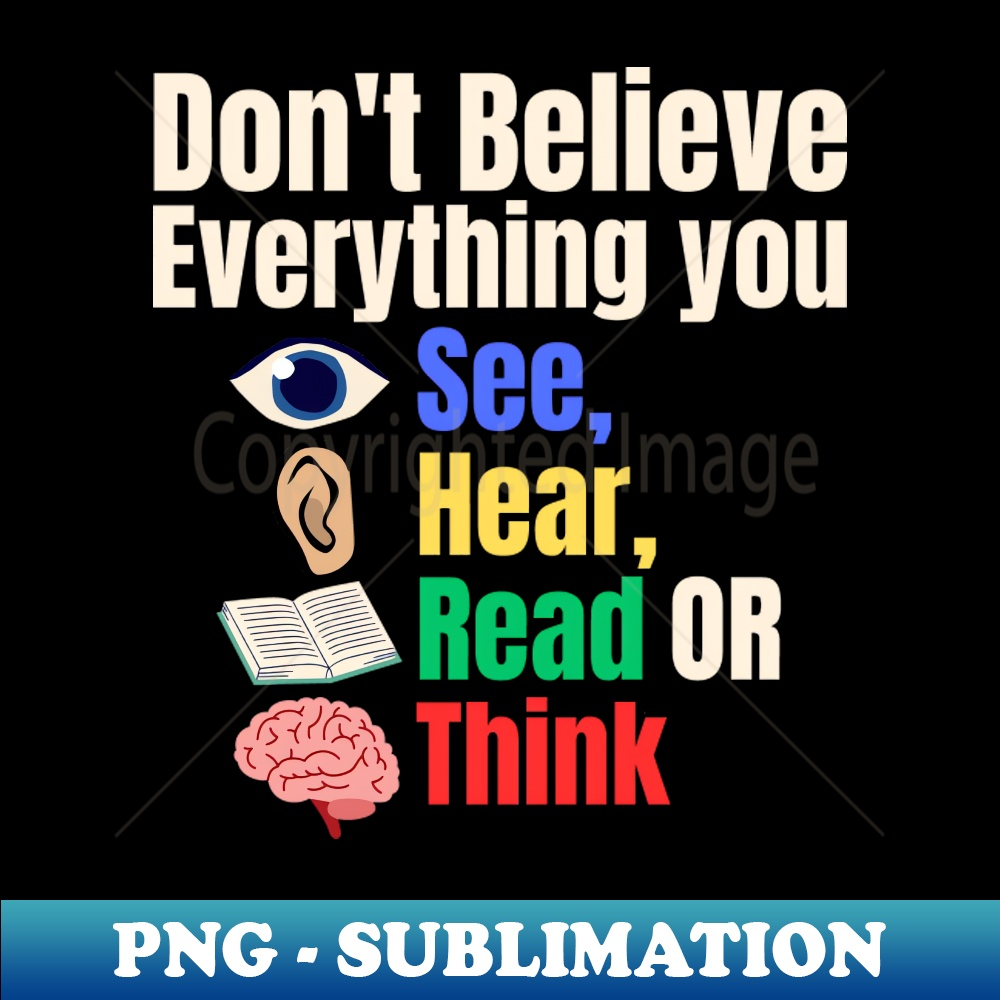 Don't Believe
Everything you
See,
Copyrighted Image
Hear,
Read OR
Think
PNG - SUBLIMATION